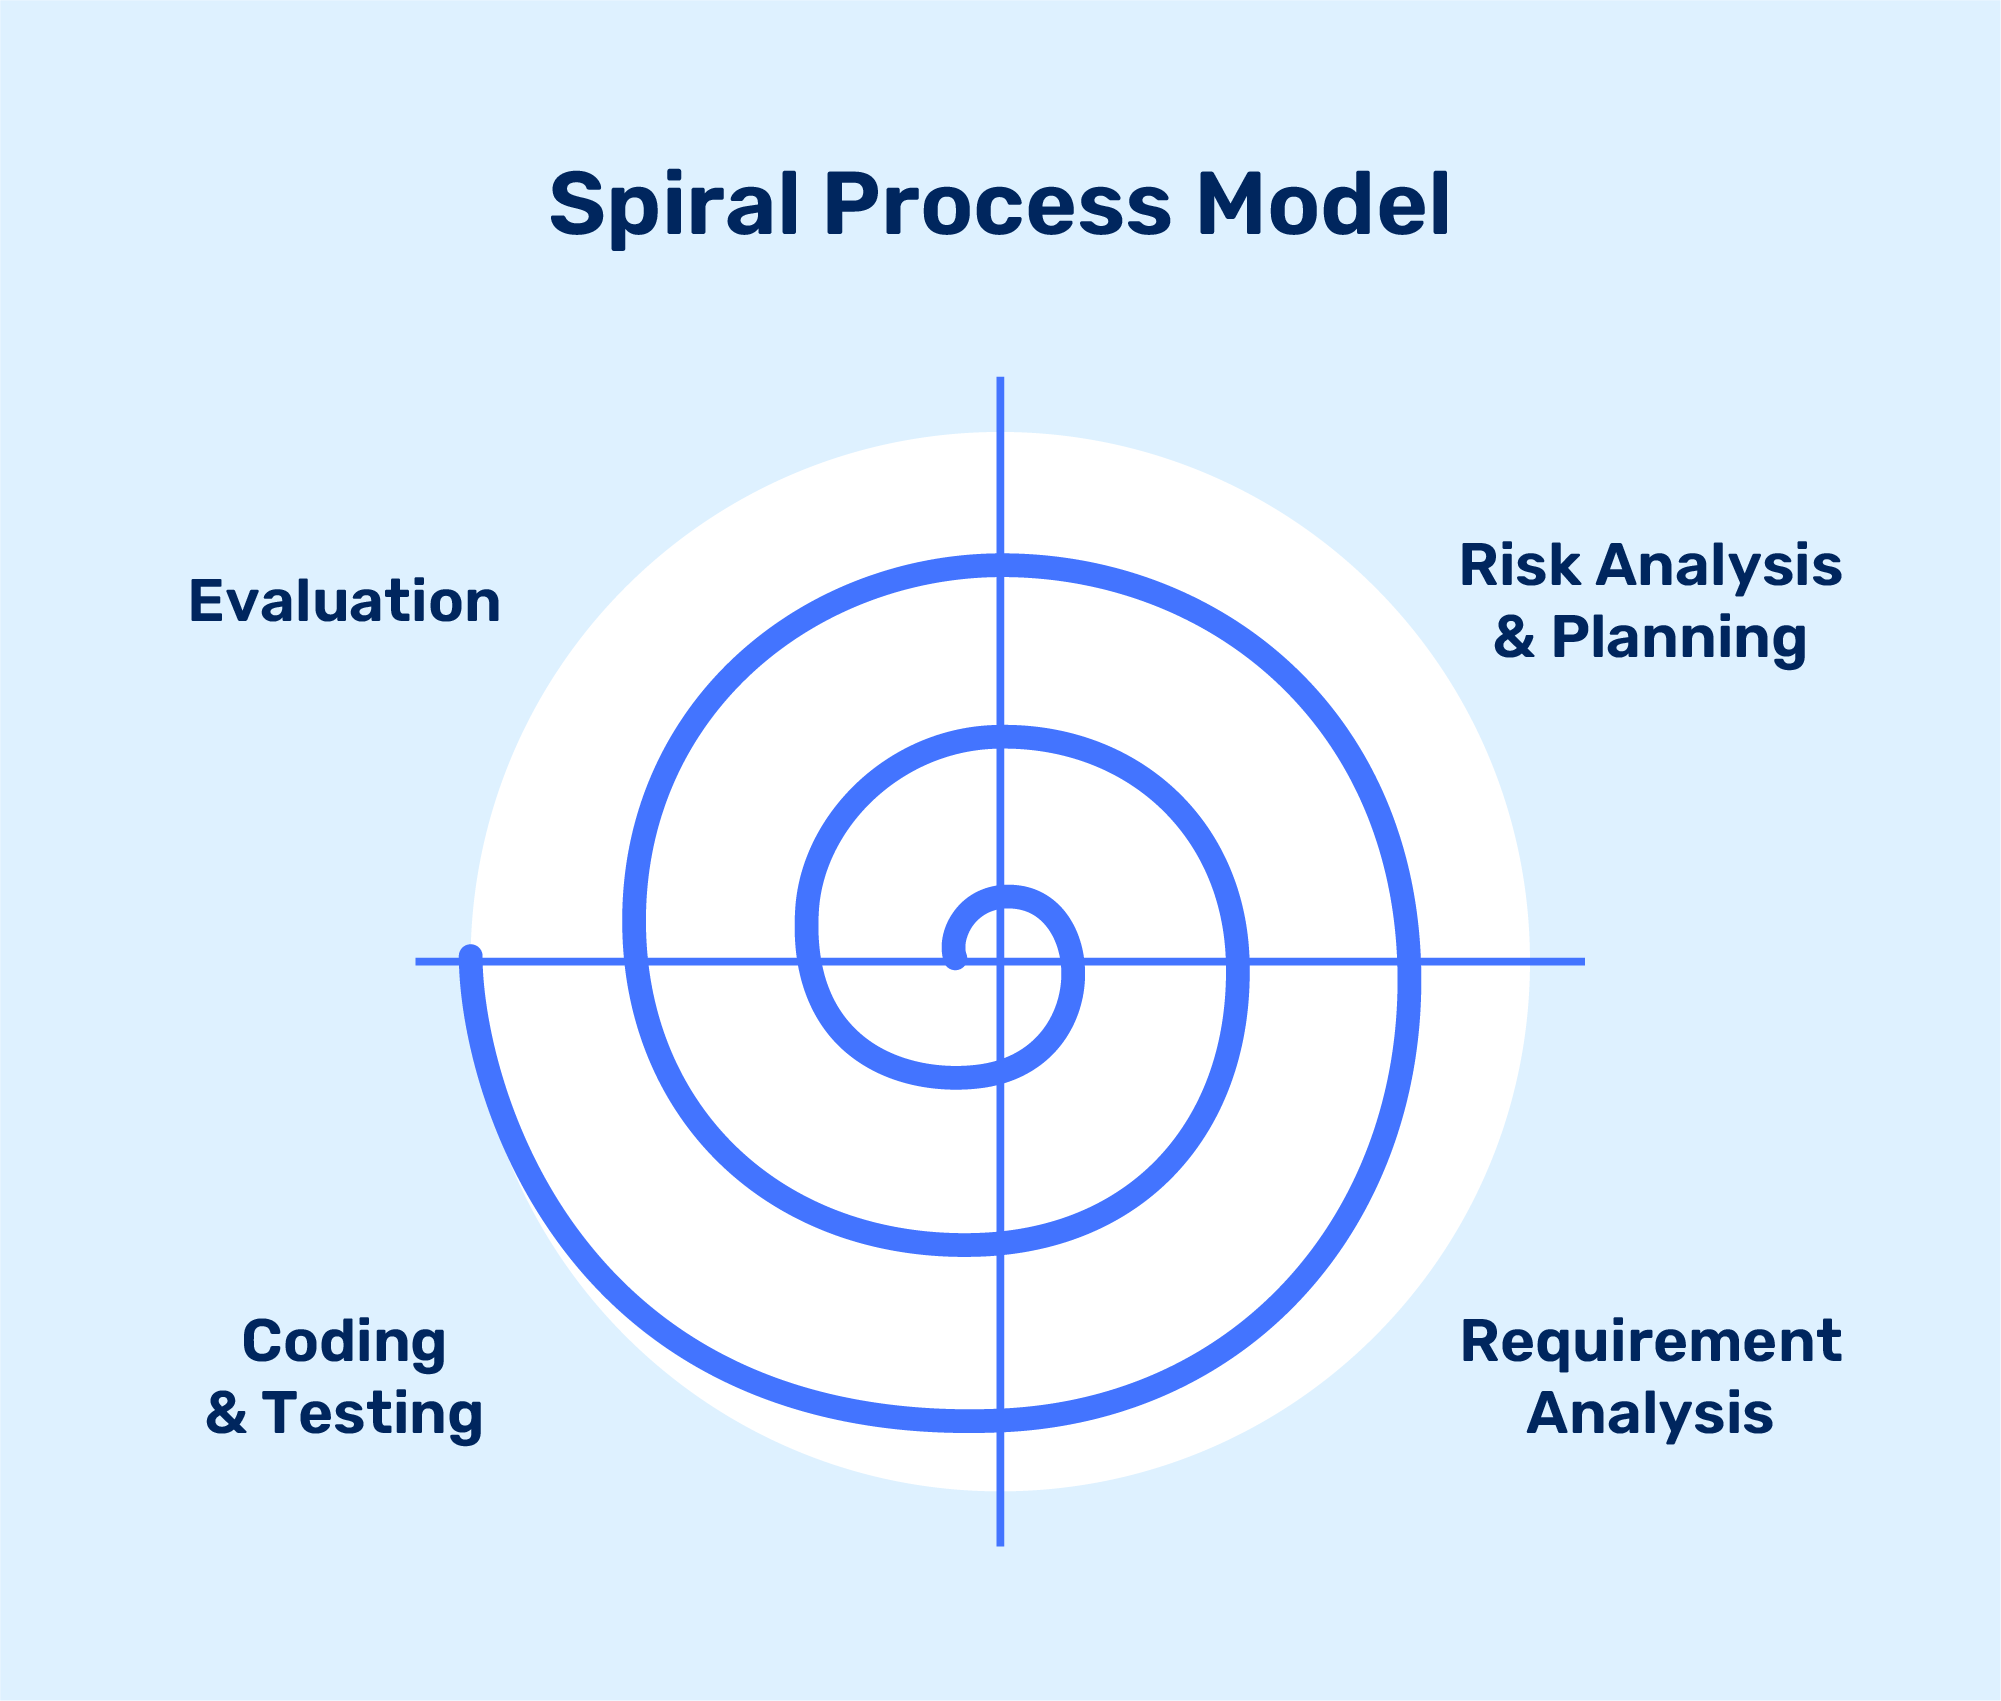 Spiral Process Model
Evaluation
Risk Analysis
& Planning
Coding
& Testing
Requirement
Analysis